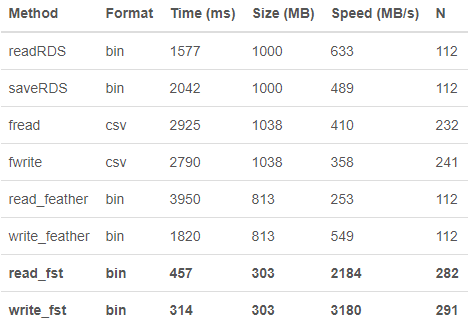 Method Format Time (ms) Size (MB) Speed (MB/s) N
readRDS bin 1577 1000 633 112
saveRDS bin 2042 1000 489 112
fread csv 2925 1038 410 232
fwrite csv 2790 1038 358 241
read_feather bin 3950 813 253 112
write_feather bin 1820 813 549 112
read_fst bin 457 303 2184 282
write_fst bin 314 303 3180 291